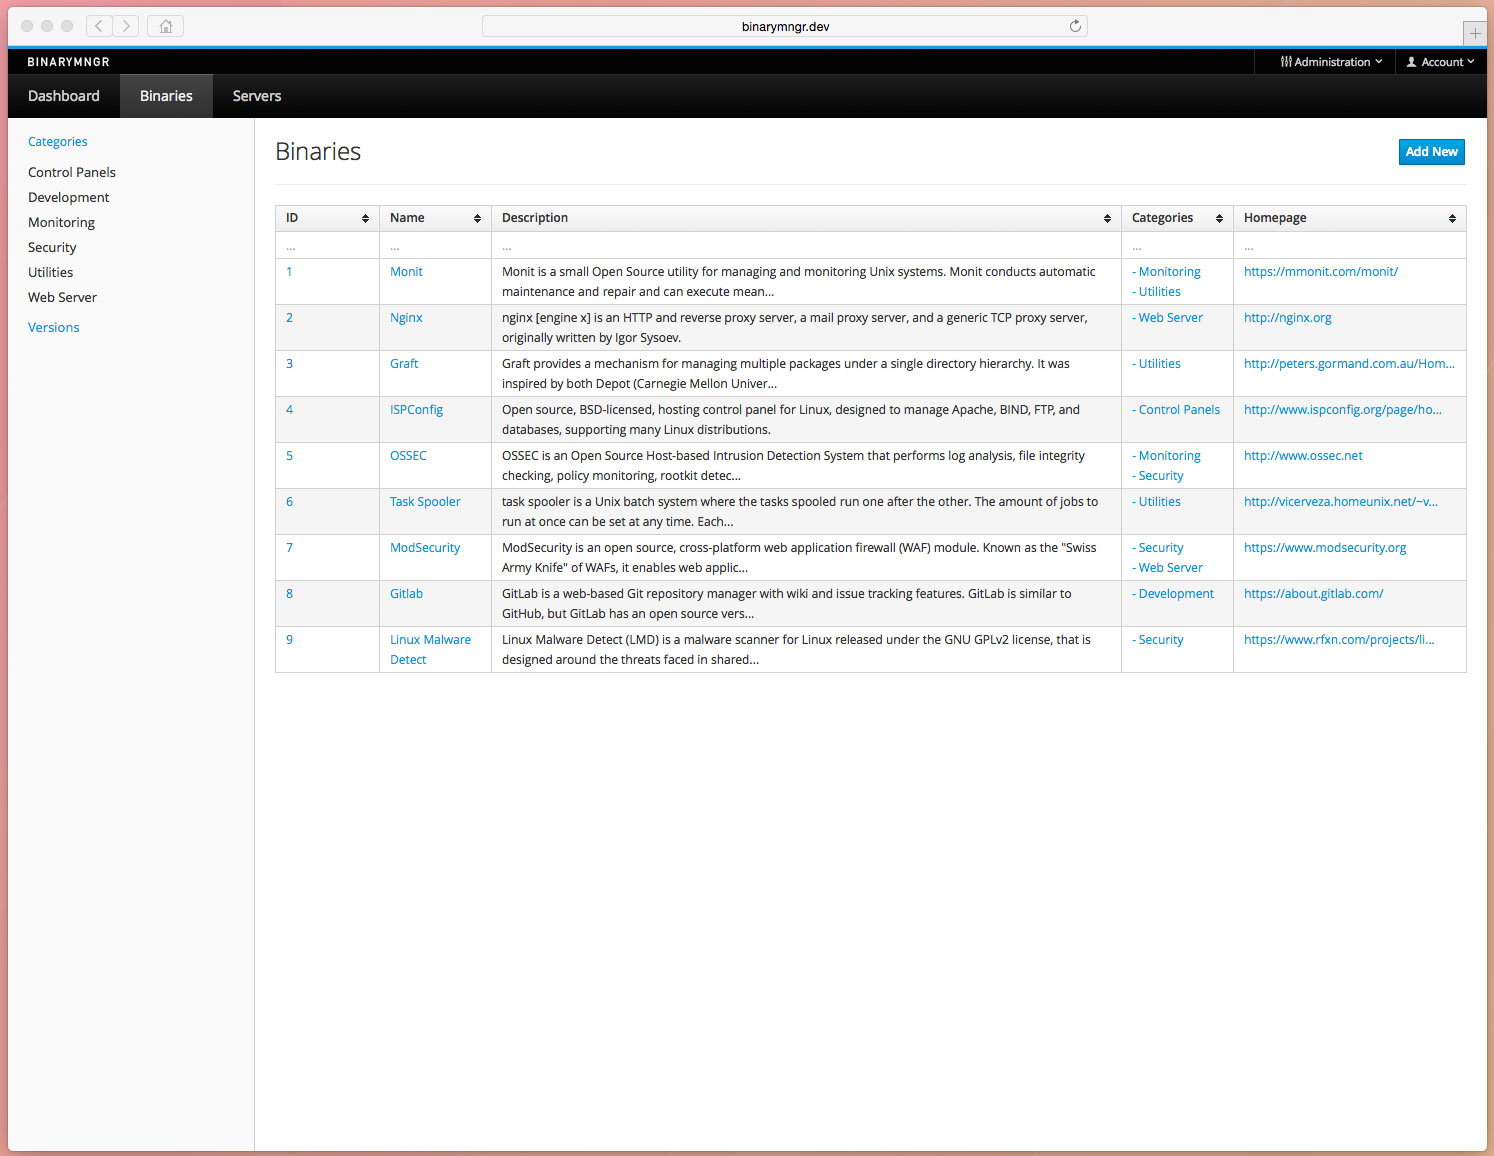 binarymngr.dev
BINARYMNGR
Administration
Account
Dashboard
Binaries
Servers
Categories
Control Panels
Development
Monitoring
Security
Utilities
Web Server
Versions
Binaries
Add New
ID Name Description Categories Homepage
... ... ... ... ...
1 Monit Monit is a small Open Source utility for managing and monitoring Unix systems. Monit conducts automatic - Monitoring https://mmonit.com/monit/
maintenance and repair and can execute mean... - Utilities
2 Nginx nginx [engine x] is an HTTP and reverse proxy server, a mail proxy server, and a generic TCP proxy server, - Web Server http://nginx.org
originally written by Igor Sysoev.
3 Graft Graft provides a mechanism for managing multiple packages under a single directory hierarchy. It was - Utilities http://peters.gormand.com.au/Hom...
inspired by both Depot (Carnegie Mellon Univer...
4 ISPConfig Open source, BSD-licensed, hosting control panel for Linux, designed to manage Apache, BIND, FTP, and - Control Panels http://www.ispconfig.org/page/ho...
databases, supporting many Linux distributions.
5 OSSEC OSSEC is an Open Source Host-based Intrusion Detection System that performs log analysis, file integrity - Monitoring http://www.ossec.net
checking, policy monitoring, rootkit detec... - Security
6 Task Spooler task spooler is a Unix batch system where the tasks spooled run one after the other. The amount of jobs to - Utilities http://vicerveza.homeunix.net/~v...
run at once can be set at any time. Each...
7 ModSecurity ModSecurity is an open source, cross-platform web application firewall (WAF) module. Known as the "Swiss - Security https://www.modsecurity.org
Army Knife" of WAFs, it enables web applic... - Web Server
8 Gitlab GitLab is a web-based Git repository manager with wiki and issue tracking features. GitLab is similar to - Development https://about.gitlab.com/
GitHub, but GitLab has an open source vers...
9 Linux Malware Linux Malware Detect (LMD) is a malware scanner for Linux released under the GNU GPLv2 license, that is - Security https://www.rfxn.com/projects/li...
Detect designed around the threats faced in shared...